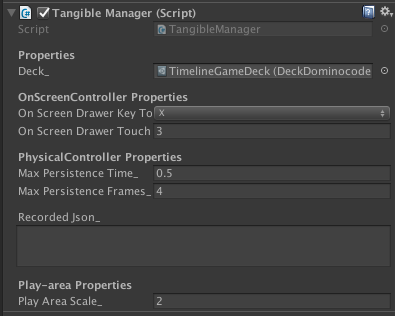 Tangible Manager (Script)
Script TangibleManager
Properties
Deck_ TimelineGameDeck (DeckDominocode
OnScreenController Properties
On Screen Drawer Key To X
On Screen Drawer Touch 3
PhysicalController Properties
Max Persistence Time_ 0.5
Max Persistence Frames_ 4
Recorded Json_
Play-area Properties
Play Area Scale_ 2